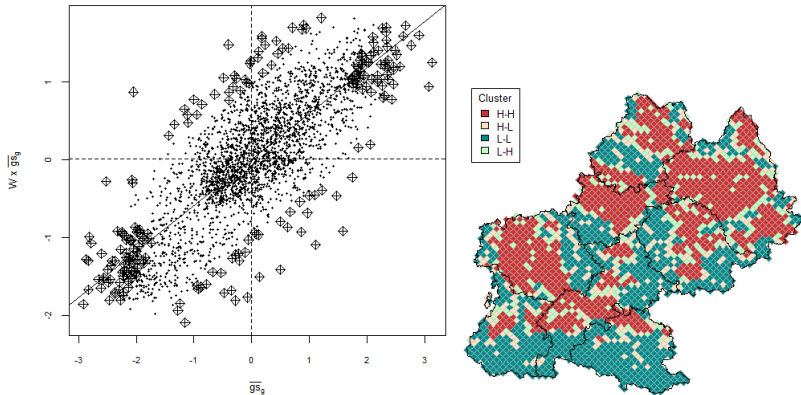 W x gs_g
1
0
-1
-2
-3 -2 -1 0 1 2 3
gs_g
Cluster
H-H
H-L
L-L
L-H